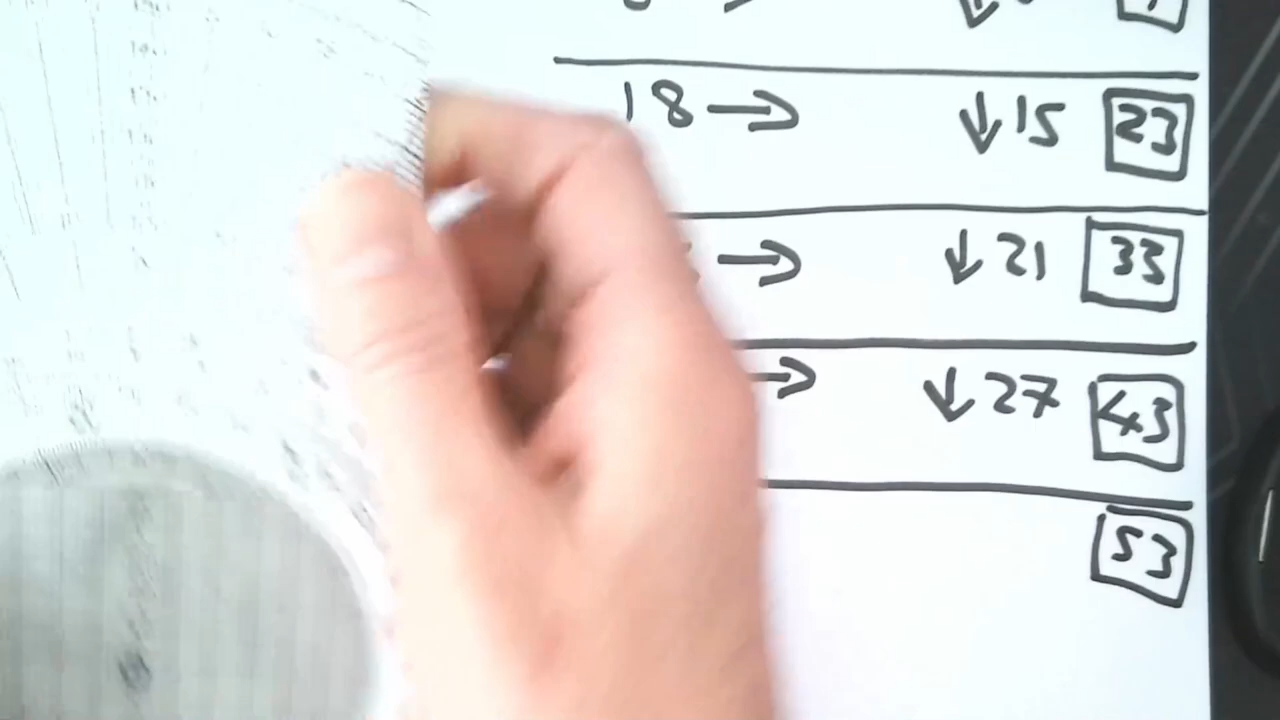 18 → ↓ 15 23
→ ↓ 21 33
→ ↓ 27 43
53